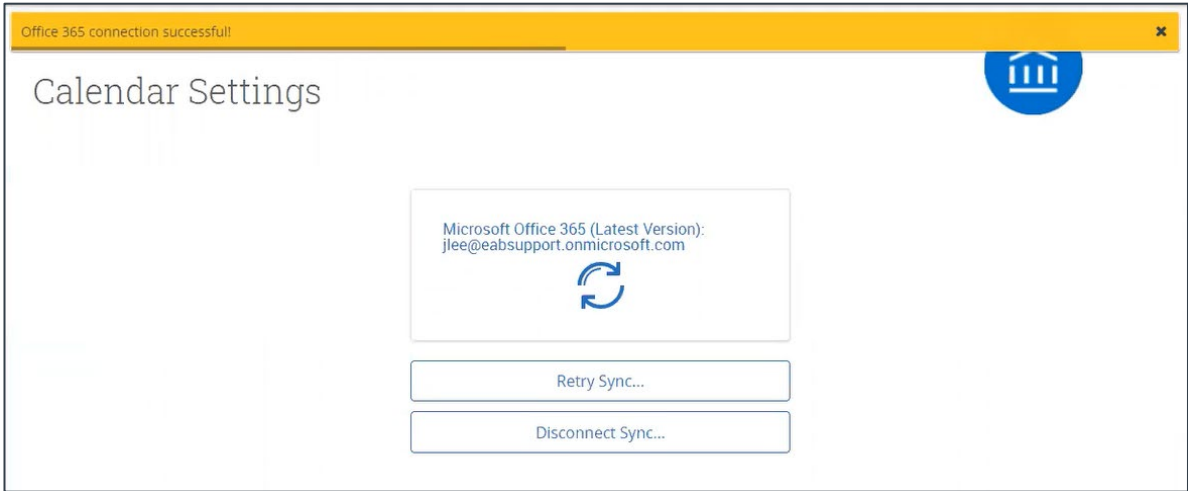 Office 365 connection successful!
Calendar Settings
Microsoft Office 365 (Latest Version):
jlee@eabsupport.onmicrosoft.com
Retry Sync...
Disconnect Sync...